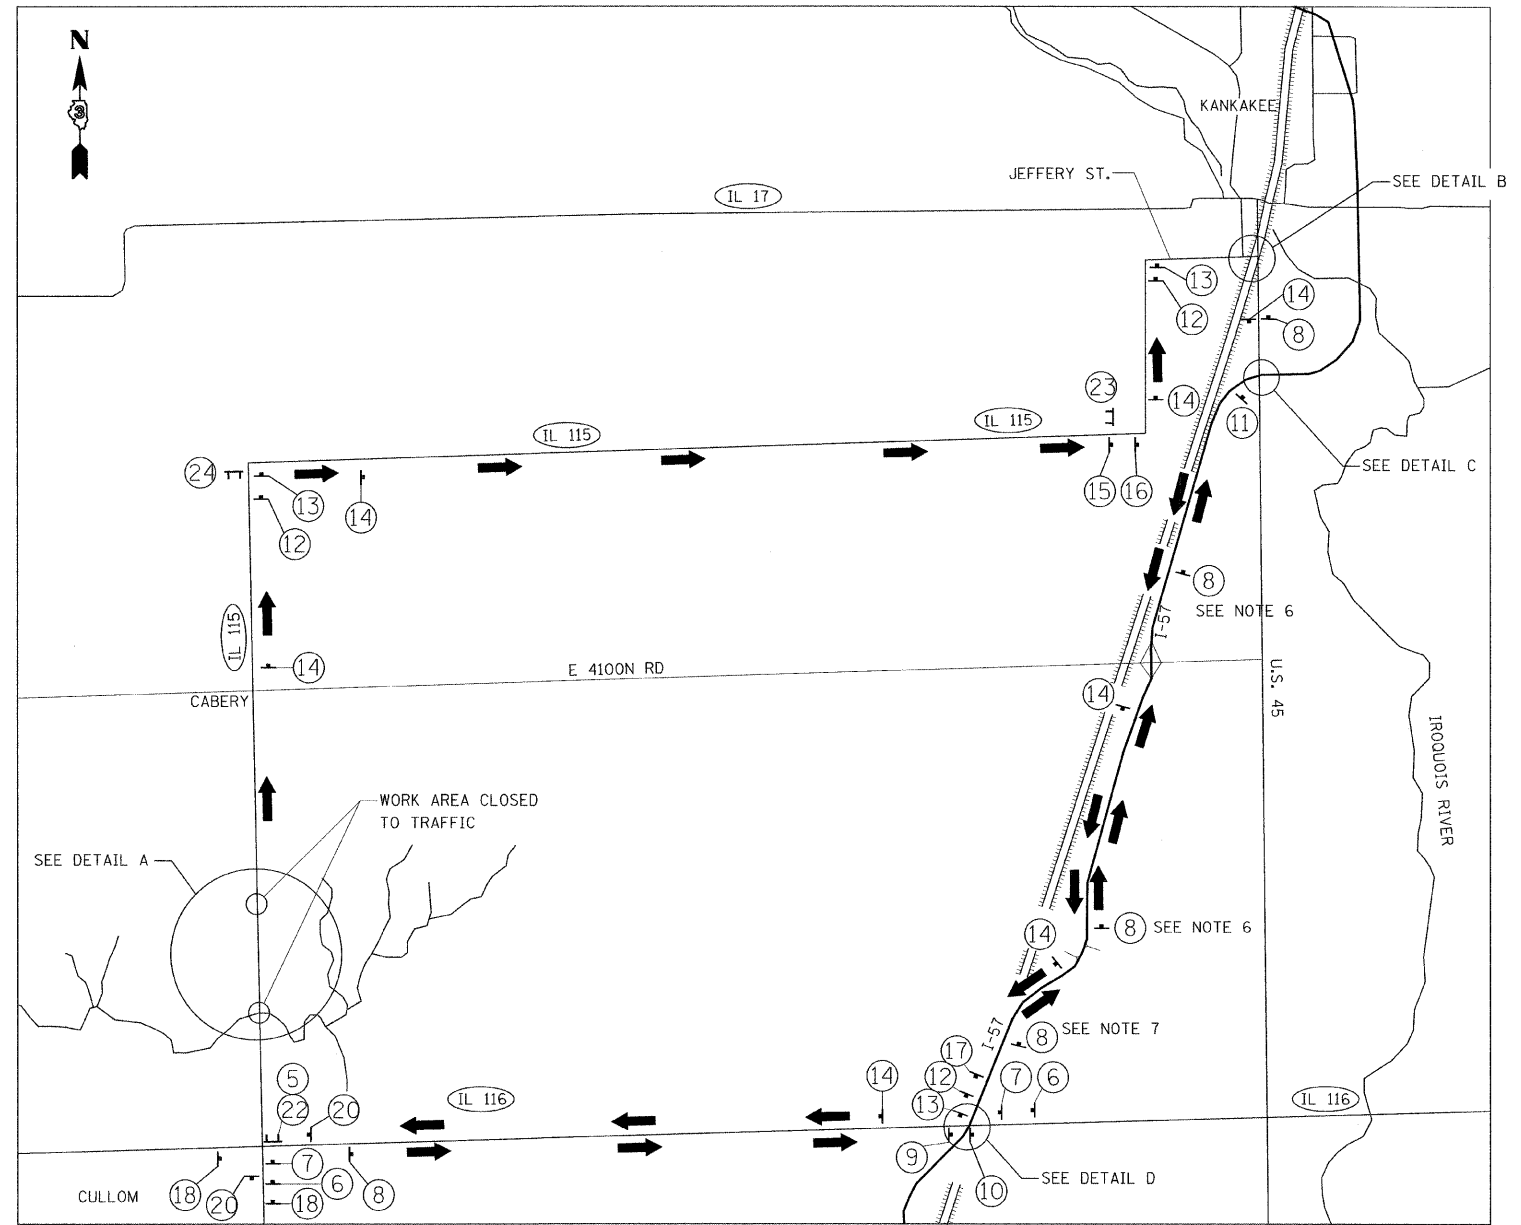 N
3
KANKAKEE
JEFFERY ST.
SEE DETAIL B
IL 17
13
14
12
8
23
14
11
IL 115
IL 115
SEE DETAIL C
24
13
14
15
16
12
8
SEE NOTE 6
I-57
IL 115
14
E 4100N RD
CABERY
14
U.S. 45
IROQUOIS RIVER
WORK AREA CLOSED
TO TRAFFIC
SEE DETAIL A
14
8
SEE NOTE 6
I-57
8
SEE NOTE 7
17
5
14
12
7
6
IL 116
IL 116
22
20
13
9
SEE DETAIL D
7
18
6
8
10
CULLOM
20
18